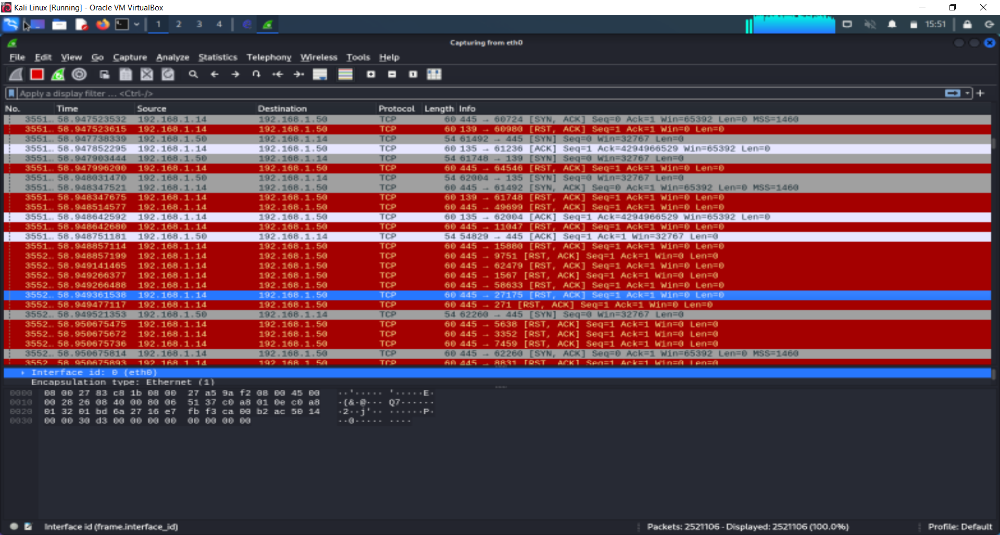 Kali Linux [Running] - Oracle VM VirtualBox
1 2 3 4 15:51
Capturing from eth0
File Edit View Go Capture Analyze Statistics Telephony Wireless Tools Help
Apply a display filter ... <Ctrl-/>
No. Time Source Destination Protocol Length Info
3551… 58.947523532 192.168.1.14 192.168.1.50 TCP 60 445 → 60724 [SYN, ACK] Seq=0 Ack=1 Win=65392 Len=0 MSS=1460
3551… 58.947523615 192.168.1.14 192.168.1.50 TCP 60 139 → 60980 [RST, ACK] Seq=1 Ack=1 Win=0 Len=0
3551… 58.947738339 192.168.1.50 192.168.1.14 TCP 54 61492 → 445 [SYN] Seq=0 Win=32767 Len=0
3551… 58.947852295 192.168.1.14 192.168.1.50 TCP 60 135 → 61236 [ACK] Seq=1 Ack=4294966529 Win=65392 Len=0
3551… 58.947903444 192.168.1.50 192.168.1.14 TCP 54 61748 → 139 [SYN] Seq=0 Win=32767 Len=0
3551… 58.947996200 192.168.1.14 192.168.1.50 TCP 60 445 → 64546 [RST, ACK] Seq=1 Ack=1 Win=0 Len=0
3551… 58.948031470 192.168.1.50 192.168.1.14 TCP 54 62004 → 135 [SYN] Seq=0 Win=32767 Len=0
3551… 58.948347521 192.168.1.14 192.168.1.50 TCP 60 445 → 61492 [SYN, ACK] Seq=0 Ack=1 Win=65392 Len=0 MSS=1460
3551… 58.948347675 192.168.1.14 192.168.1.50 TCP 60 139 → 61748 [RST, ACK] Seq=1 Ack=1 Win=0 Len=0
3551… 58.948514577 192.168.1.14 192.168.1.50 TCP 60 445 → 49699 [RST, ACK] Seq=1 Ack=1 Win=0 Len=0
3551… 58.948642592 192.168.1.14 192.168.1.50 TCP 60 135 → 62004 [ACK] Seq=1 Ack=4294966529 Win=65392 Len=0
3551… 58.948642680 192.168.1.14 192.168.1.50 TCP 60 445 → 11047 [RST, ACK] Seq=1 Ack=1 Win=0 Len=0
3551… 58.948751181 192.168.1.50 192.168.1.14 TCP 54 54829 → 445 [ACK] Seq=1 Ack=1 Win=32767 Len=0
3551… 58.948857114 192.168.1.14 192.168.1.50 TCP 60 445 → 15880 [RST, ACK] Seq=1 Ack=1 Win=0 Len=0
3552… 58.948857199 192.168.1.14 192.168.1.50 TCP 60 445 → 9751 [RST, ACK] Seq=1 Ack=1 Win=0 Len=0
3552… 58.949141465 192.168.1.14 192.168.1.50 TCP 60 445 → 62479 [RST, ACK] Seq=1 Ack=1 Win=0 Len=0
3552… 58.949266377 192.168.1.14 192.168.1.50 TCP 60 445 → 1567 [RST, ACK] Seq=1 Ack=1 Win=0 Len=0
3552… 58.949266488 192.168.1.14 192.168.1.50 TCP 60 445 → 58633 [RST, ACK] Seq=1 Ack=1 Win=0 Len=0
3552… 58.949361538 192.168.1.14 192.168.1.50 TCP 60 445 → 27175 [RST, ACK] Seq=1 Ack=1 Win=0 Len=0
3552… 58.949477117 192.168.1.14 192.168.1.50 TCP 60 445 → 271 [RST, ACK] Seq=1 Ack=1 Win=0 Len=0
3552… 58.949521353 192.168.1.50 192.168.1.14 TCP 54 62260 → 445 [SYN] Seq=0 Win=32767 Len=0
3552… 58.950675475 192.168.1.14 192.168.1.50 TCP 60 445 → 5638 [RST, ACK] Seq=1 Ack=1 Win=0 Len=0
3552… 58.950675672 192.168.1.14 192.168.1.50 TCP 60 445 → 3352 [RST, ACK] Seq=1 Ack=1 Win=0 Len=0
3552… 58.950675736 192.168.1.14 192.168.1.50 TCP 60 445 → 7459 [RST, ACK] Seq=1 Ack=1 Win=0 Len=0
3552… 58.950675814 192.168.1.14 192.168.1.50 TCP 60 445 → 62260 [SYN, ACK] Seq=0 Ack=1 Win=65392 Len=0 MSS=1460
3552 58.950675893 192.168.1.14 192.168.1.50 TCP 60 445 → 8831 [RST, ACK] Seq=1 Ack=1 Win=0 Len=0
Interface id: 0 (eth0)
Encapsulation type: Ethernet (1)
0000 08 00 27 83 c8 1b 08 00 27 a5 9a f2 08 00 45 00 ··'····· '·····E·
0010 00 28 26 08 40 00 80 06 51 37 c0 a8 01 0e c0 a8 ·(&·@··· Q7······
0020 01 32 01 bd 6a 27 16 e7 fb f3 ca 00 b2 ac 50 14 ·2··j'·· ······P·
0030 00 00 30 d3 00 00 00 00 00 00 00 00 ··0····· ····
Interface id (frame.interface_id) Packets: 2521106 · Displayed: 2521106 (100.0%) Profile: Default